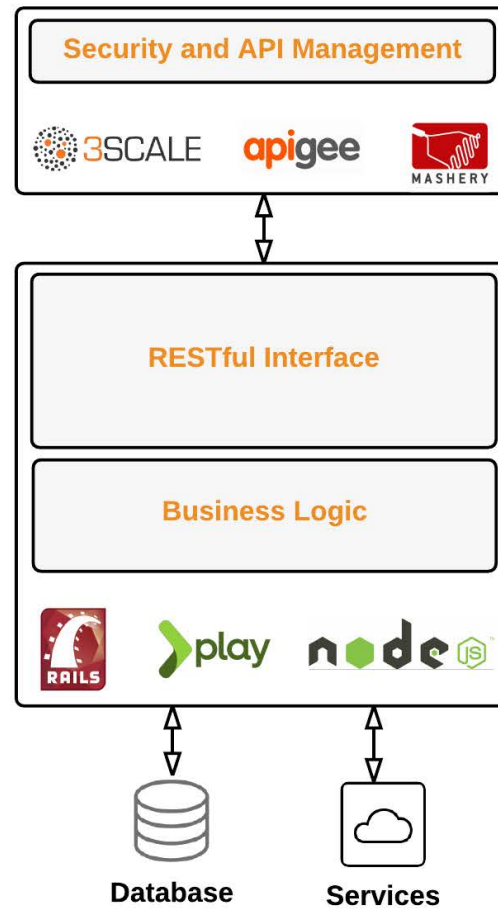 Security and API Management
3SCALE
apigee
MASHERY
RESTful Interface
Business Logic
RAILS
play
node
JS
Database
Services